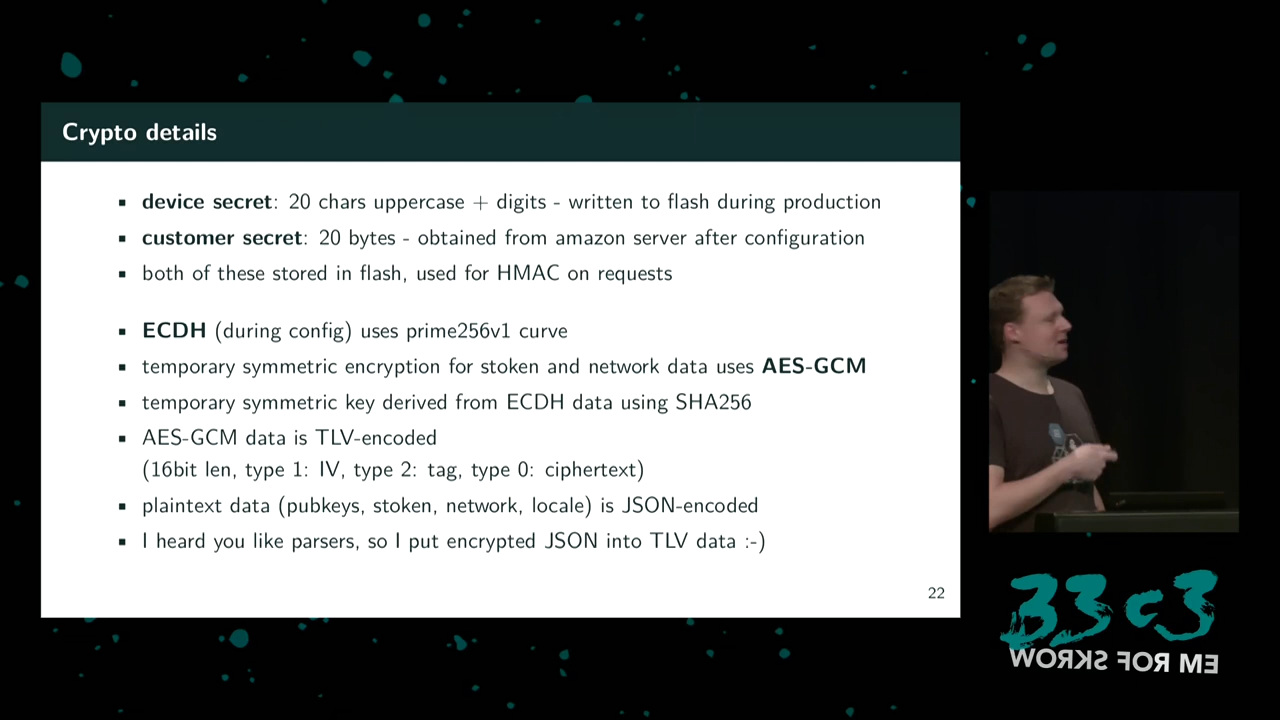 Crypto details
▪ device secret: 20 chars uppercase + digits - written to flash during production
▪ customer secret: 20 bytes - obtained from amazon server after configuration
▪ both of these stored in flash, used for HMAC on requests
▪ ECDH (during config) uses prime256v1 curve
▪ temporary symmetric encryption for stoken and network data uses AES-GCM
▪ temporary symmetric key derived from ECDH data using SHA256
▪ AES-GCM data is TLV-encoded
(16bit len, type 1: IV, type 2: tag, type 0: ciphertext)
▪ plaintext data (pubkeys, stoken, network, locale) is JSON-encoded
▪ I heard you like parsers, so I put encrypted JSON into TLV data :-)
22
33c3
WORKS FOR ME